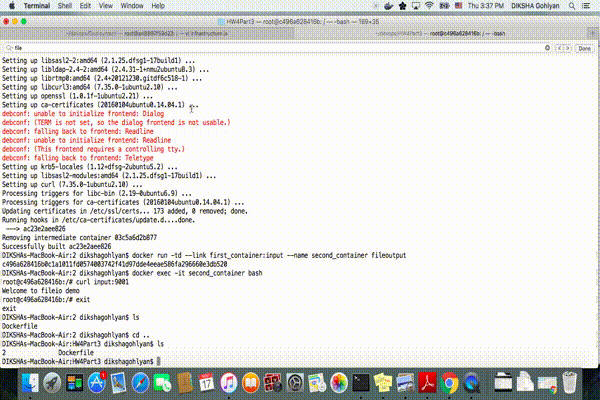 Terminal Shell Edit View Window Help Thu 3:37 PM DIKSHA Gohlyan
HW4Part3 — root@c496a628416b: / — -bash — 169×35
file
Done
Setting up libsasl2-2:amd64 (2.1.25.dfsg1-17build1) ...
Setting up libldap-2.4-2:amd64 (2.4.31-1+nmu2ubuntu8.3) ...
Setting up librtmp0:amd64 (2.4+20121230.gitdf6c518-1) ...
Setting up libcurl3:amd64 (7.35.0-1ubuntu2.10) ...
Setting up openssl (1.0.1f-1ubuntu2.21) ...
Setting up ca-certificates (20160104ubuntu0.14.04.1) ...
debconf: unable to initialize frontend: Dialog
debconf: (TERM is not set, so the dialog frontend is not usable.)
debconf: falling back to frontend: Readline
debconf: unable to initialize frontend: Readline
debconf: (This frontend requires a controlling tty.)
debconf: falling back to frontend: Teletype
Setting up krb5-locales (1.12+dfsg-2ubuntu5.2) ...
Setting up libsasl2-modules:amd64 (2.1.25.dfsg1-17build1) ...
Setting up curl (7.35.0-1ubuntu2.10) ...
Processing triggers for libc-bin (2.19-0ubuntu6.9) ...
Processing triggers for ca-certificates (20160104ubuntu0.14.04.1) ...
Updating certificates in /etc/ssl/certs... 173 added, 0 removed; done.
Running hooks in /etc/ca-certificates/update.d....done.
---> ac23e2aee826
Removing intermediate container 03c5a6d2b877
Successfully built ac23e2aee826
DIKSHAs-MacBook-Air:2 dikshagohlyan$ docker run -td --link first_container:input --name second_container fileoutput
c496a628416b0c1a1011fd0574003742f41d97dde4eeae586fa296660e3db520
DIKSHAs-MacBook-Air:2 dikshagohlyan$ docker exec -it second_container bash
root@c496a628416b:/# curl input:9001
Welcome to fileio demo
root@c496a628416b:/# exit
exit
DIKSHAs-MacBook-Air:2 dikshagohlyan$ ls
Dockerfile
DIKSHAs-MacBook-Air:2 dikshagohlyan$ cd ..
DIKSHAs-MacBook-Air:HW4Part3 dikshagohlyan$ ls
2 Dockerfile
DIKSHAs-MacBook-Air:HW4Part3 dikshagohlyan$